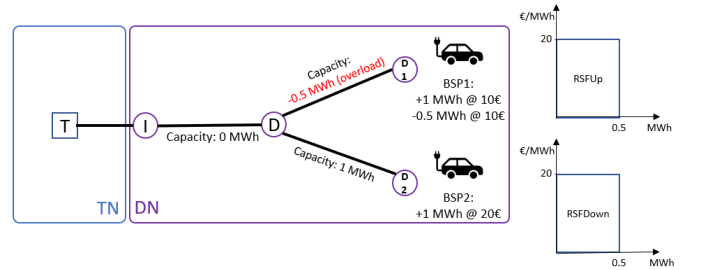 T
I
D
D
1
D
2
Capacity: 0 MWh
Capacity:
-0.5 MWh (overload)
Capacity: 1 MWh
BSP1:
+1 MWh @ 10€
-0.5 MWh @ 10€
BSP2:
+1 MWh @ 20€
TN
DN
€/MWh
20
RSFUp
0.5
MWh
€/MWh
20
RSFDown
0.5
MWh